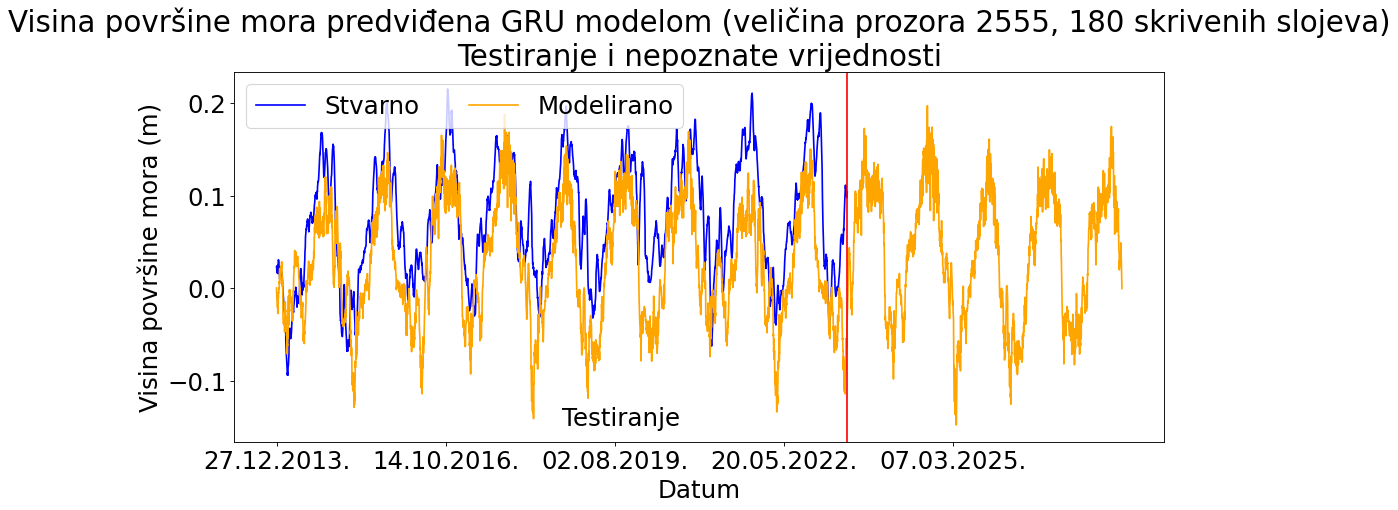 Visina površine mora predviđena GRU modelom (veličina prozora 2555, 180 skrivenih slojeva)
Testiranje i nepoznate vrijednosti
Stvarno
Modelirano
Visina površine mora (m)
0.2
0.1
0.0
−0.1
Testiranje
27.12.2013.
14.10.2016.
02.08.2019.
20.05.2022.
07.03.2025.
Datum